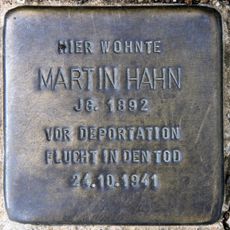 HIER WOHNTE
MARTIN HAHN
JG. 1892
VOR DEPORTATION
FLUCHT IN DEN TOD
24.10.1941